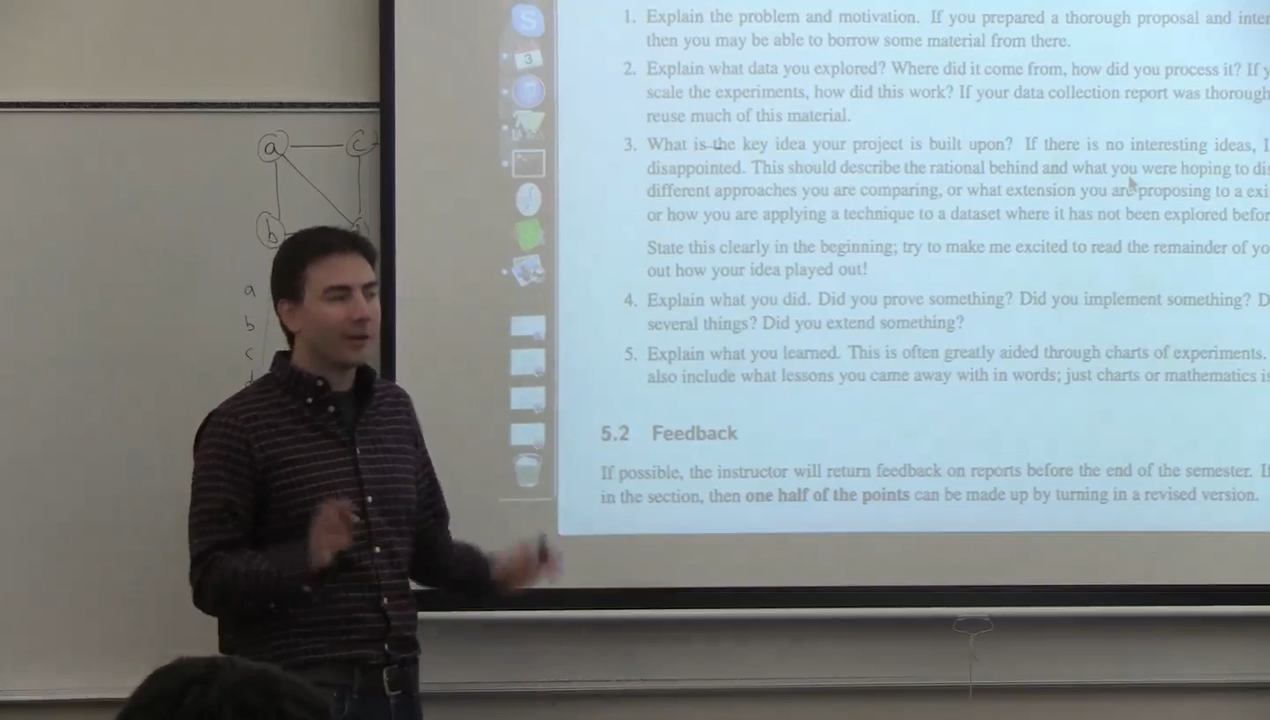 1. Explain the problem and motivation. If you prepared a thorough proposal and
then you may be able to borrow some material from there.
2. Explain what data you explored? Where did it come from, how did you process it? If
scale the experiments, how did this work? If your data collection report was
reuse much of this material.
3. What is the key idea your project is built upon? If there is no interesting ideas, I
disappointed. This should describe the rational behind and what you were hoping to
different approaches you are comparing, or what extension you are proposing to a
or how you are applying a technique to a dataset where it has not been explored
State this clearly in the beginning; try to make me excited to read the remainder of
out how your idea played out!
4. Explain what you did. Did you prove something? Did you implement something?
several things? Did you extend something?
5. Explain what you learned. This is often greatly aided through charts of experiments.
also include what lessons you came away with in words; just charts or mathematics
5.2 Feedback
If possible, the instructor will return feedback on reports before the end of the semester.
in the section, then one half of the points can be made up by turning in a revised version.
a c
b
a
b
c
3